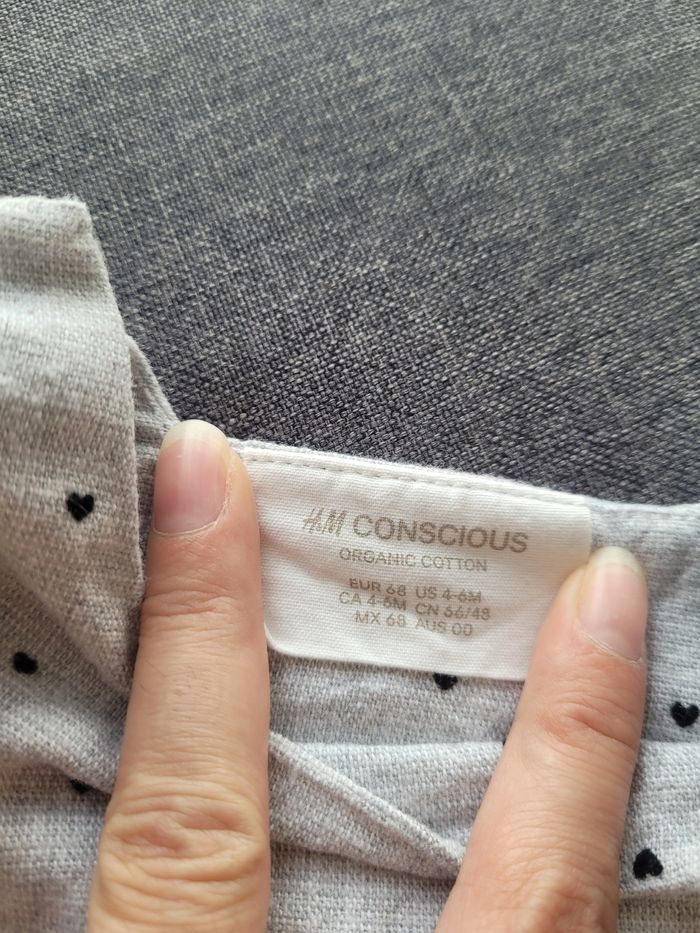 H&M CONSCIOUS
ORGANIC COTTON
EUR 68 US 4-6M
CA 4-6M CN 66/48
MX 68 AUS 00